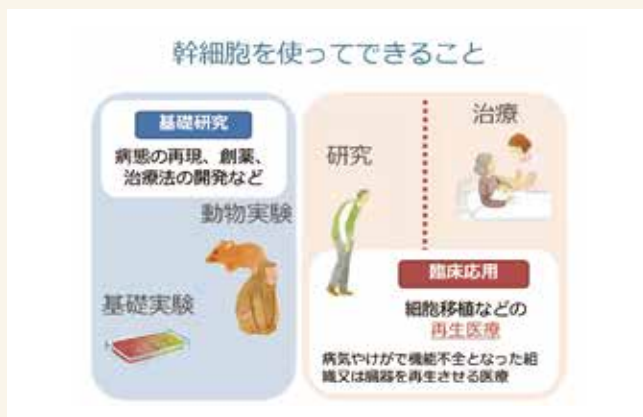 幹細胞を使ってできること
基礎研究
病態の再現、創薬、
治療法の開発など
動物実験
基礎実験
研究
治療
臨床応用
細胞移植などの
再生医療
病気やけがで機能不全となった組
織又は臓器を再生させる医療